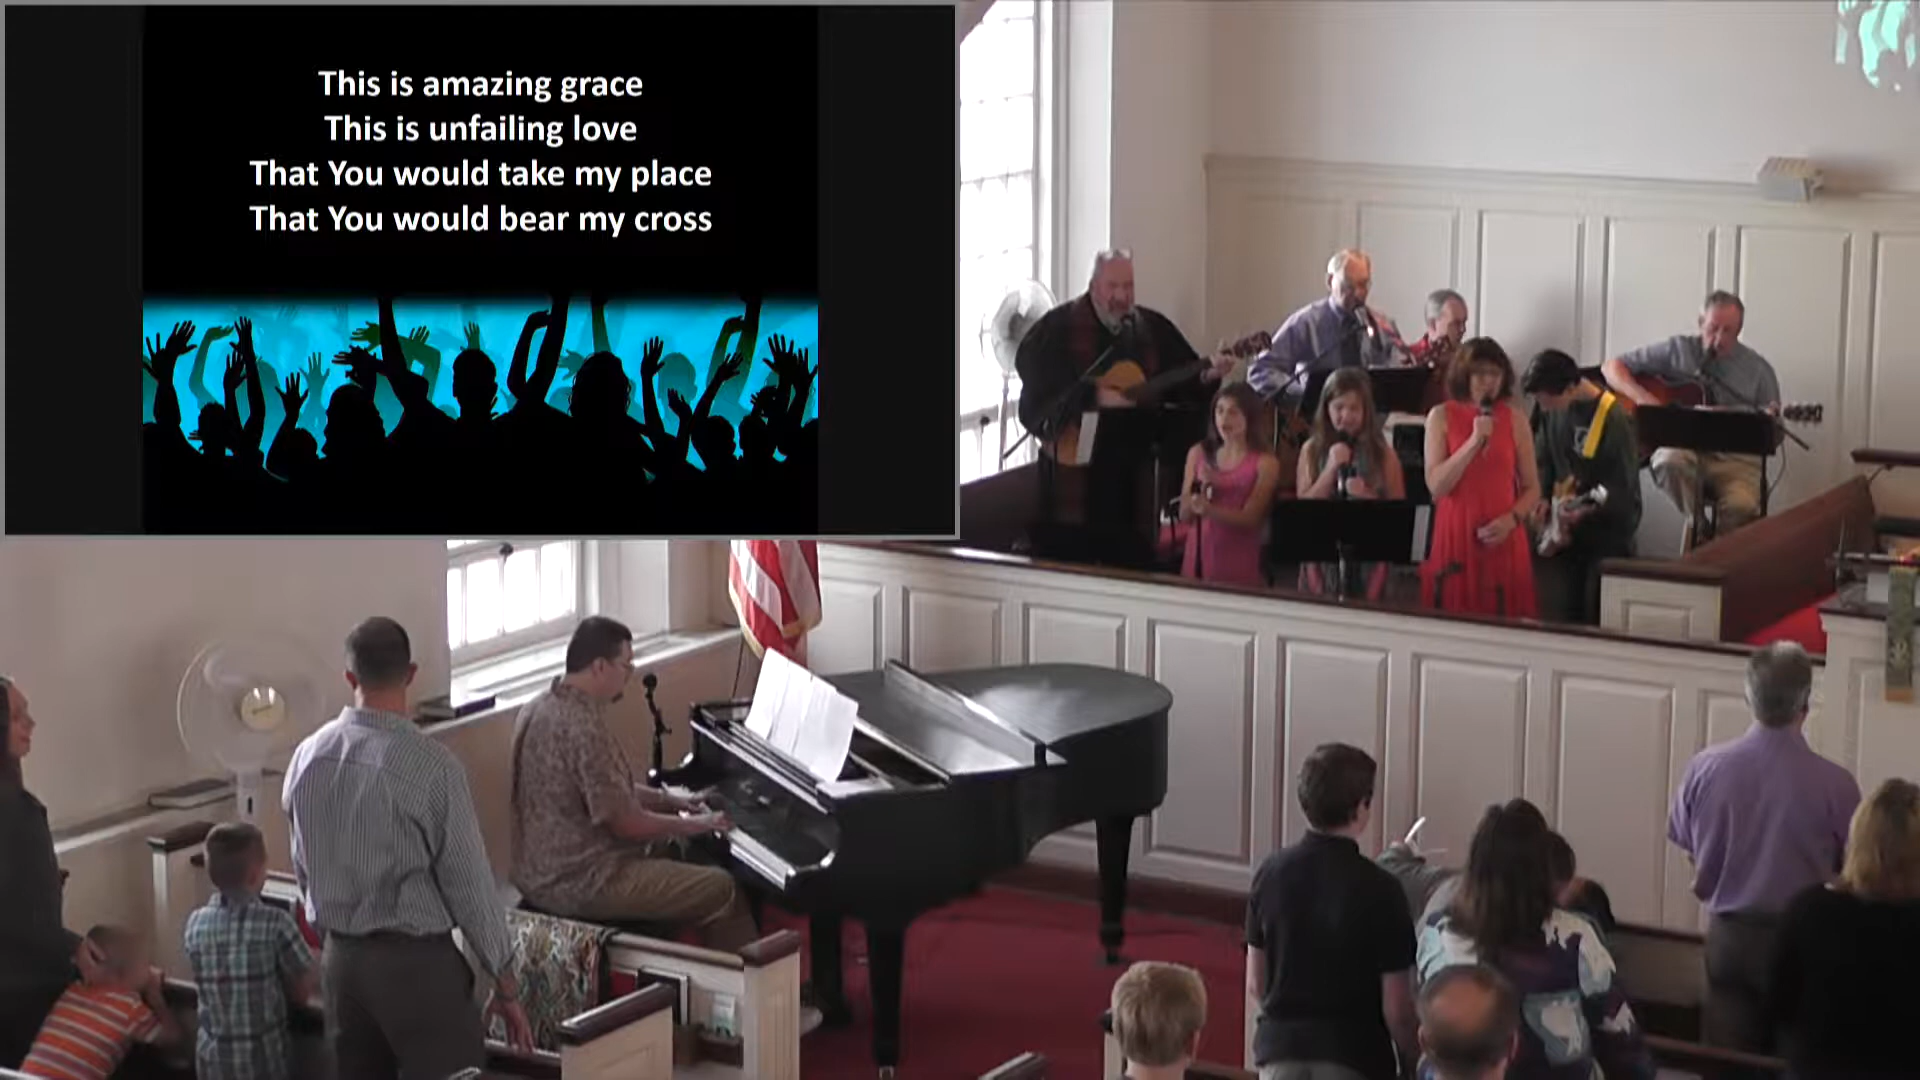 This is amazing grace
This is unfailing love
That You would take my place
That You would bear my cross